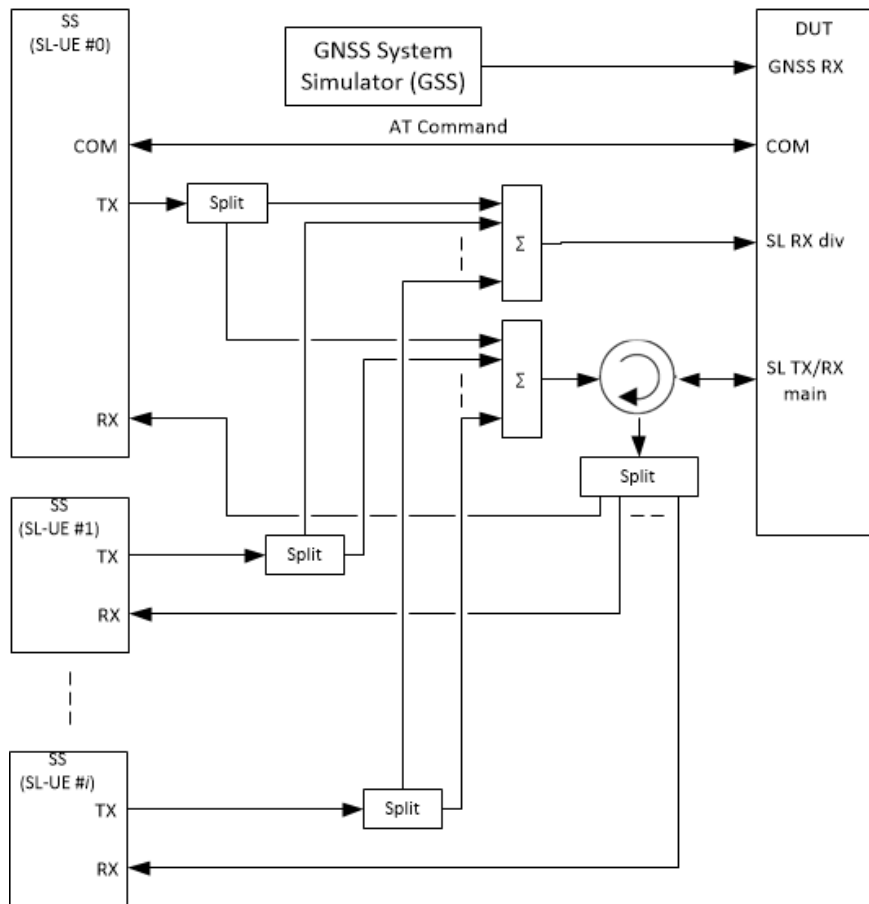 SS
(SL-UE #0)
COM
TX
RX
GNSS System
Simulator (GSS)
AT Command
Split
Σ
Σ
Split
DUT
GNSS RX
COM
SL RX div
SL TX/RX
main
SS
(SL-UE #1)
TX
RX
Split
SS
(SL-UE #i)
TX
RX
Split